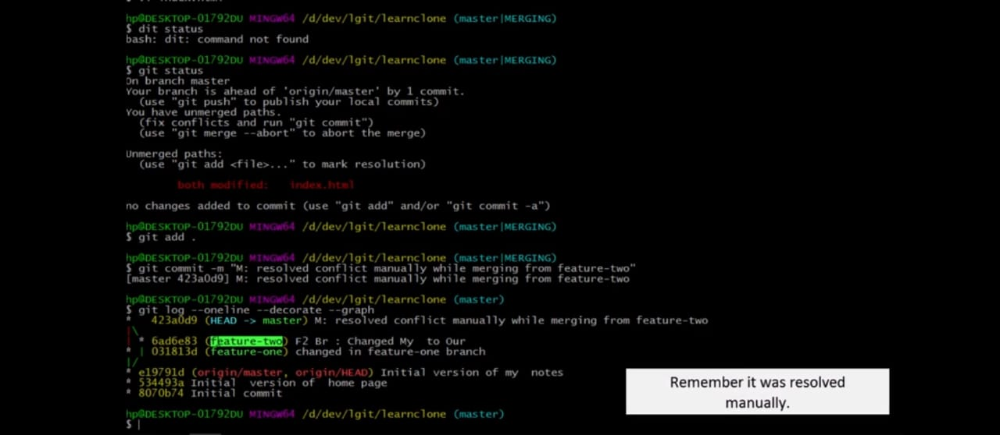 hp@DESKTOP-01792DU MINGW64 /d/dev/lgit/learnclone (master|MERGING)
$ dit status
bash: dit: command not found
hp@DESKTOP-01792DU MINGW64 /d/dev/lgit/learnclone (master|MERGING)
$ git status
On branch master
Your branch is ahead of 'origin/master' by 1 commit.
(use "git push" to publish your local commits)
You have unmerged paths.
(fix conflicts and run "git commit")
(use "git merge --abort" to abort the merge)
Unmerged paths:
(use "git add <file>..." to mark resolution)
both modified: index.html
no changes added to commit (use "git add" and/or "git commit -a")
hp@DESKTOP-01792DU MINGW64 /d/dev/lgit/learnclone (master|MERGING)
$ git add .
hp@DESKTOP-01792DU MINGW64 /d/dev/lgit/learnclone (master|MERGING)
$ git commit -m "M: resolved conflict manually while merging from feature-two"
[master 423a0d9] M: resolved conflict manually while merging from feature-two
hp@DESKTOP-01792DU MINGW64 /d/dev/lgit/learnclone (master)
$ git log --oneline --decorate --graph
*   423a0d9 (HEAD -> master) M: resolved conflict manually while merging from feature-two
|\
| * 6ad6e83 (feature-two) F2 Br : Changed My  to Our
* | 031813d (feature-one) changed in feature-one branch
|/
* e19791d (origin/master, origin/HEAD) Initial version of my  notes
* 534493a Initial  version of  home page
* 8070b74 Initial commit
hp@DESKTOP-01792DU MINGW64 /d/dev/lgit/learnclone (master)
$
Remember it was resolved
manually.